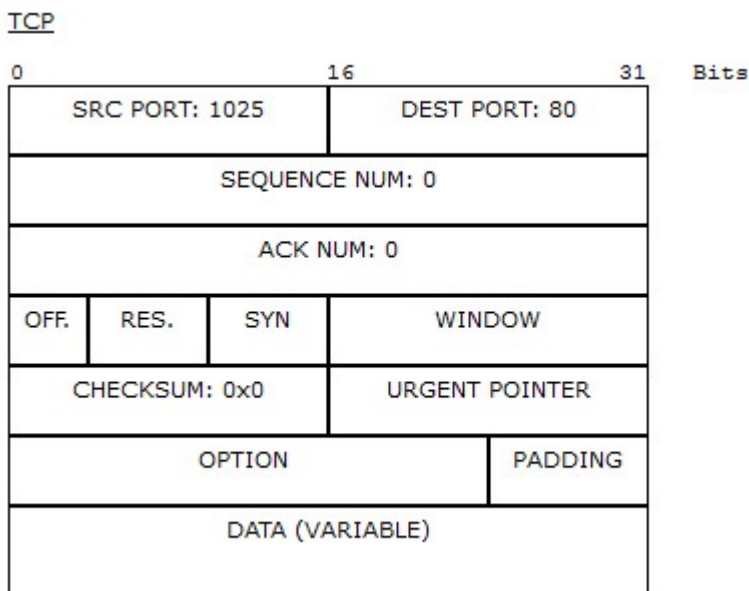 TCP
0 16 31 Bits
SRC PORT: 1025 DEST PORT: 80
SEQUENCE NUM: 0
ACK NUM: 0
OFF. RES. SYN WINDOW
CHECKSUM: 0x0 URGENT POINTER
OPTION PADDING
DATA (VARIABLE)